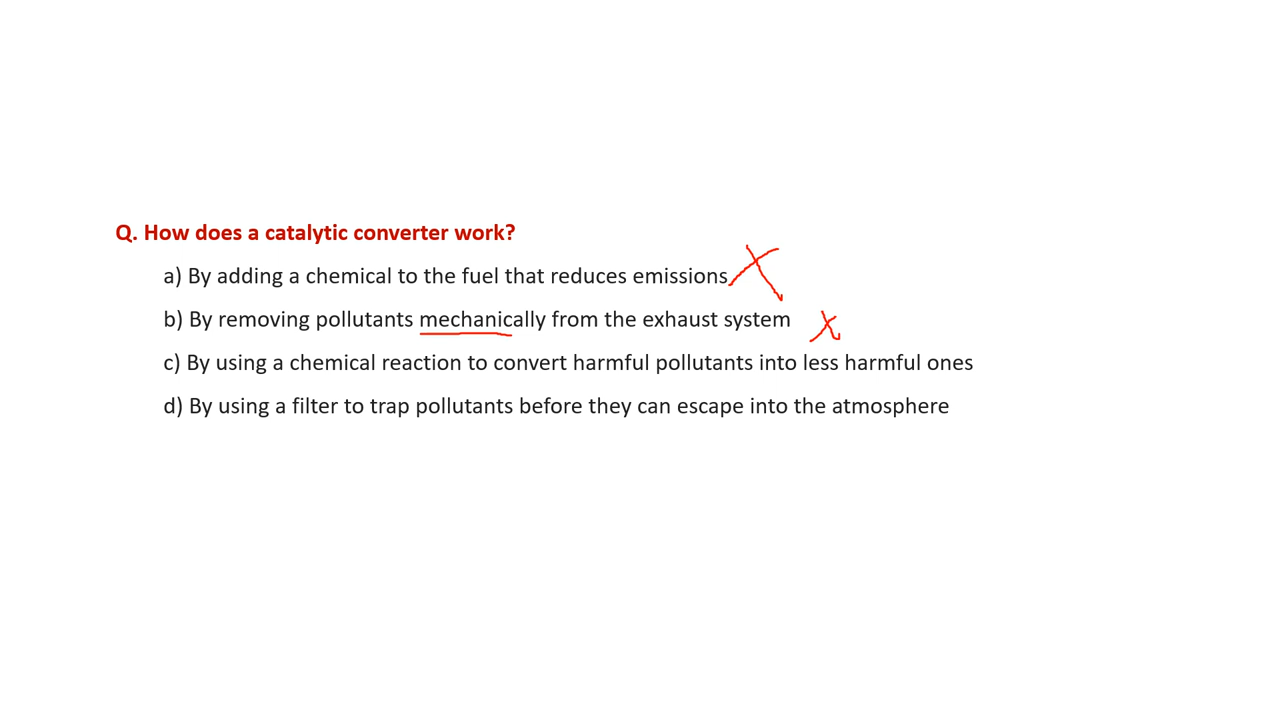 Q. How does a catalytic converter work?
a) By adding a chemical to the fuel that reduces emissions
b) By removing pollutants mechanically from the exhaust system
c) By using a chemical reaction to convert harmful pollutants into less harmful ones
d) By using a filter to trap pollutants before they can escape into the atmosphere